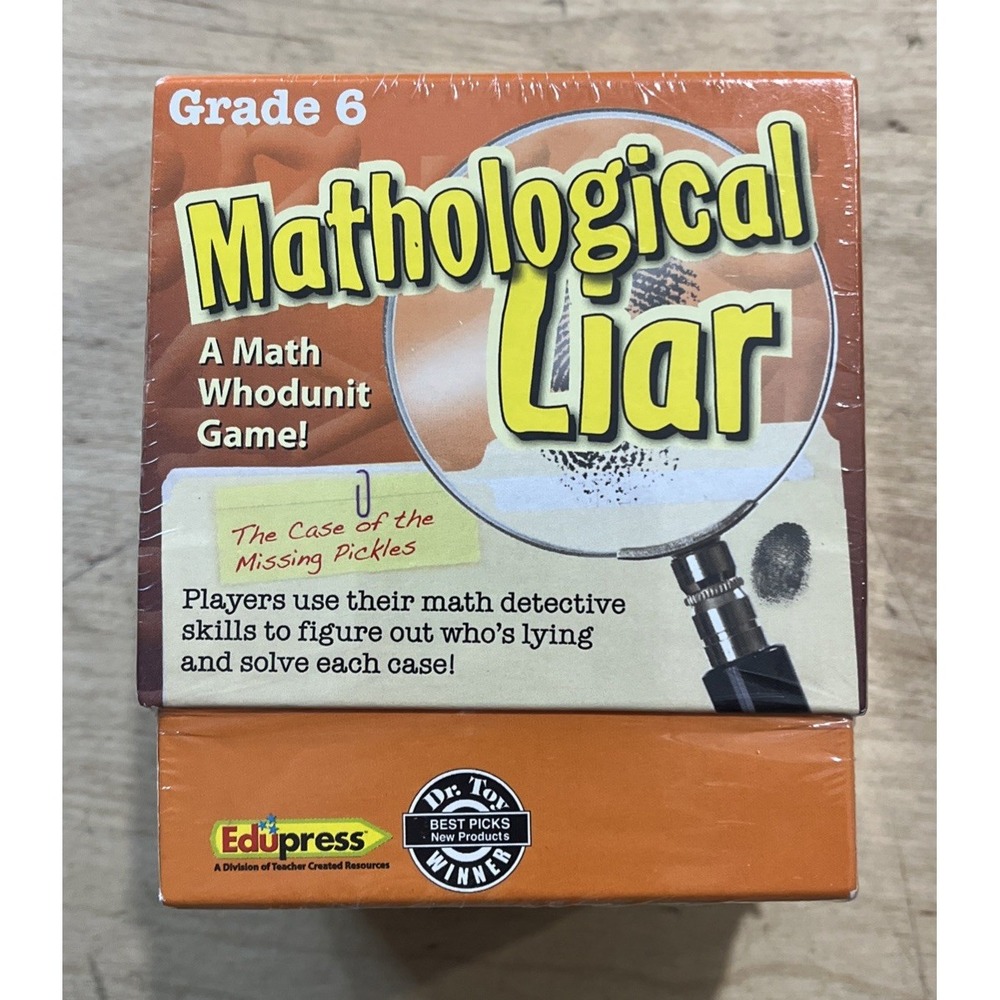 Grade 6
Mathological
Liar
A Math
Whodunit
Game!
The Case of the
Missing Pickles
Players use their math detective
skills to figure out who's lying
and solve each case!
Edupress
A Division of Teacher Created Resources
Dr. Toy
BEST PICKS
New Products
WINNER